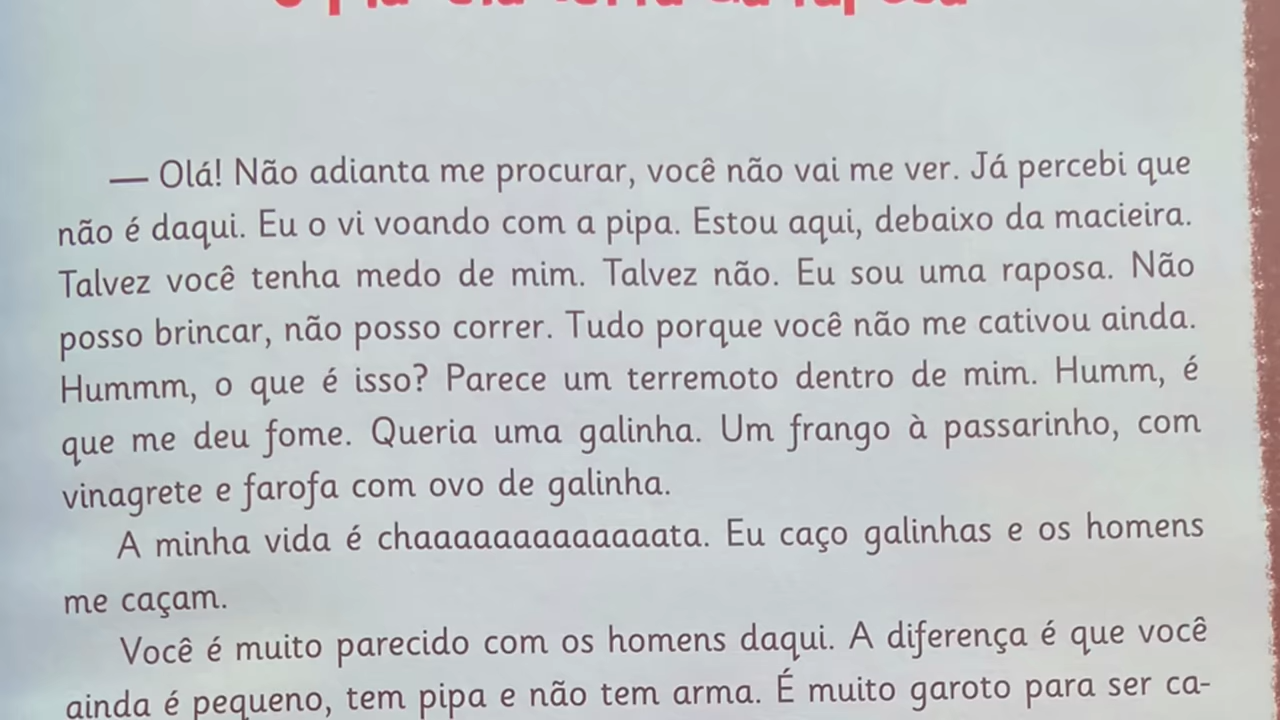 — Olá! Não adianta me procurar, você não vai me ver. Já percebi que
não é daqui. Eu o vi voando com a pipa. Estou aqui, debaixo da macieira.
Talvez você tenha medo de mim. Talvez não. Eu sou uma raposa. Não
posso brincar, não posso correr. Tudo porque você não me cativou ainda.
Hummm, o que é isso? Parece um terremoto dentro de mim. Humm, é
que me deu fome. Queria uma galinha. Um frango à passarinho, com
vinagrete e farofa com ovo de galinha.
A minha vida é chaaaaaaaaaaaaata. Eu caço galinhas e os homens
me caçam.
Você é muito parecido com os homens daqui. A diferença é que você
ainda é pequeno, tem pipa e não tem arma. É muito garoto para ser ca-